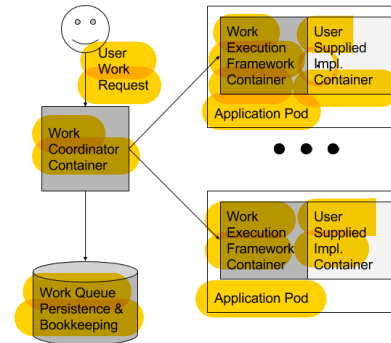 User
Work
Request
Work
Coordinator
Container
Work Queue
Persistence &
Bookkeeping
Work
Execution
Framework
Container
User
Supplied
Impl.
Container
Application Pod
Work
Execution
Framework
Container
User
Supplied
Impl.
Container
Application Pod